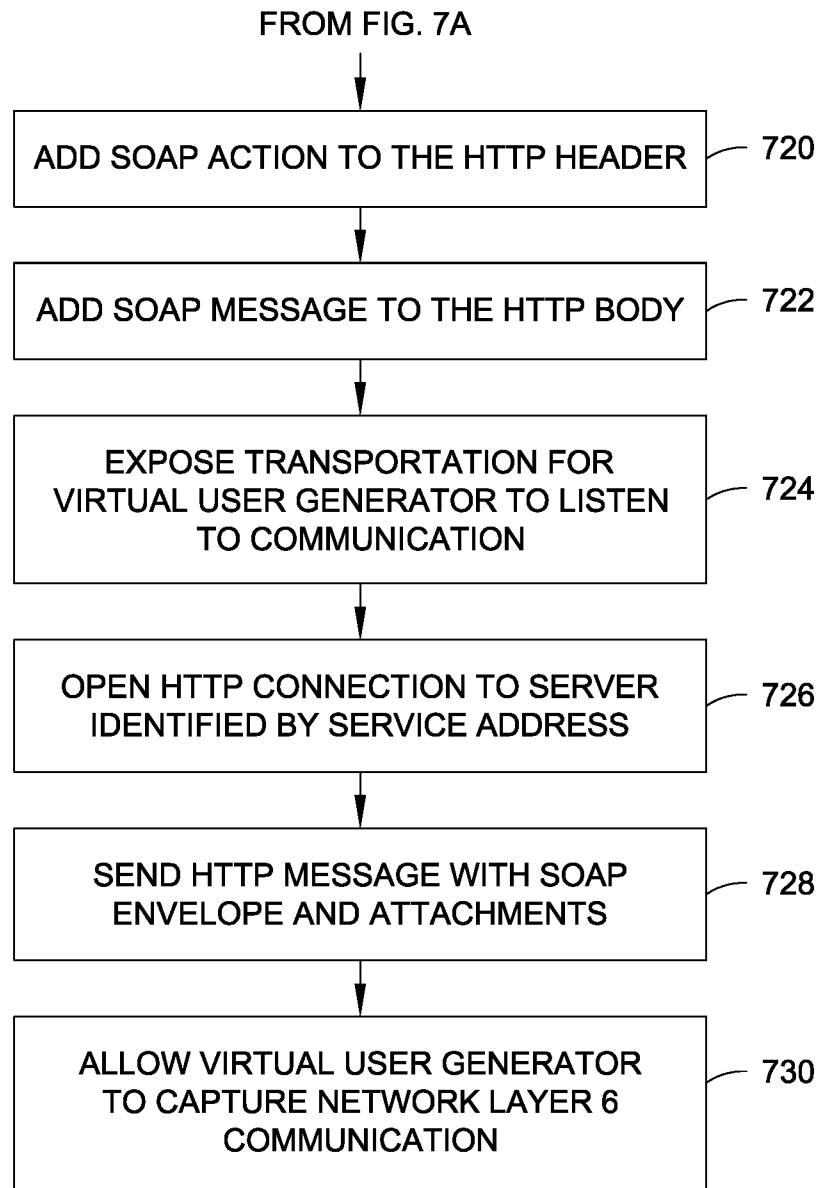 FROM FIG. 7A
ADD SOAP ACTION TO THE HTTP HEADER
720
ADD SOAP MESSAGE TO THE HTTP BODY
722
EXPOSE TRANSPORTATION FOR
VIRTUAL USER GENERATOR TO LISTEN
TO COMMUNICATION
724
OPEN HTTP CONNECTION TO SERVER
IDENTIFIED BY SERVICE ADDRESS
726
SEND HTTP MESSAGE WITH SOAP
ENVELOPE AND ATTACHMENTS
728
ALLOW VIRTUAL USER GENERATOR
TO CAPTURE NETWORK LAYER 6
COMMUNICATION
730